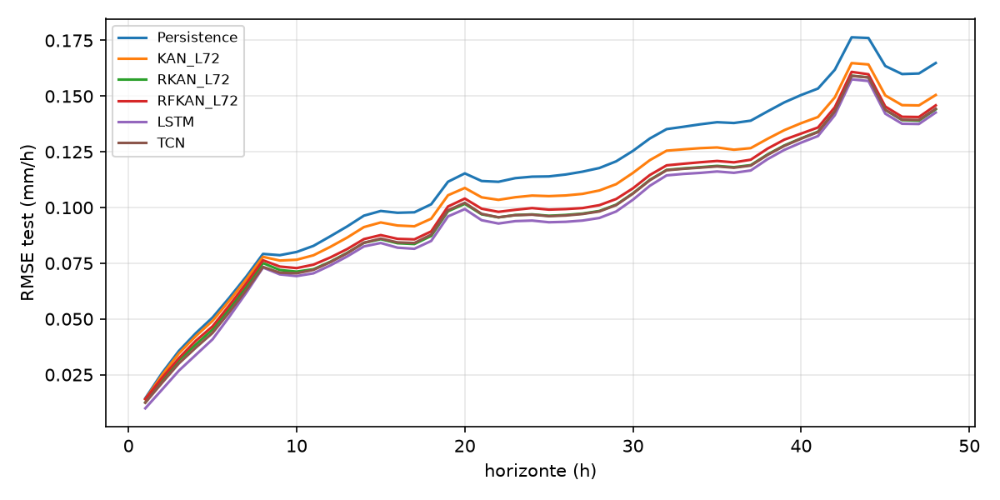 Persistence
KAN_L72
RKAN_L72
RFKAN_L72
LSTM
TCN
RMSE test (mm/h)
0.175
0.150
0.125
0.100
0.075
0.050
0.025
0 10 20 30 40 50
horizonte (h)